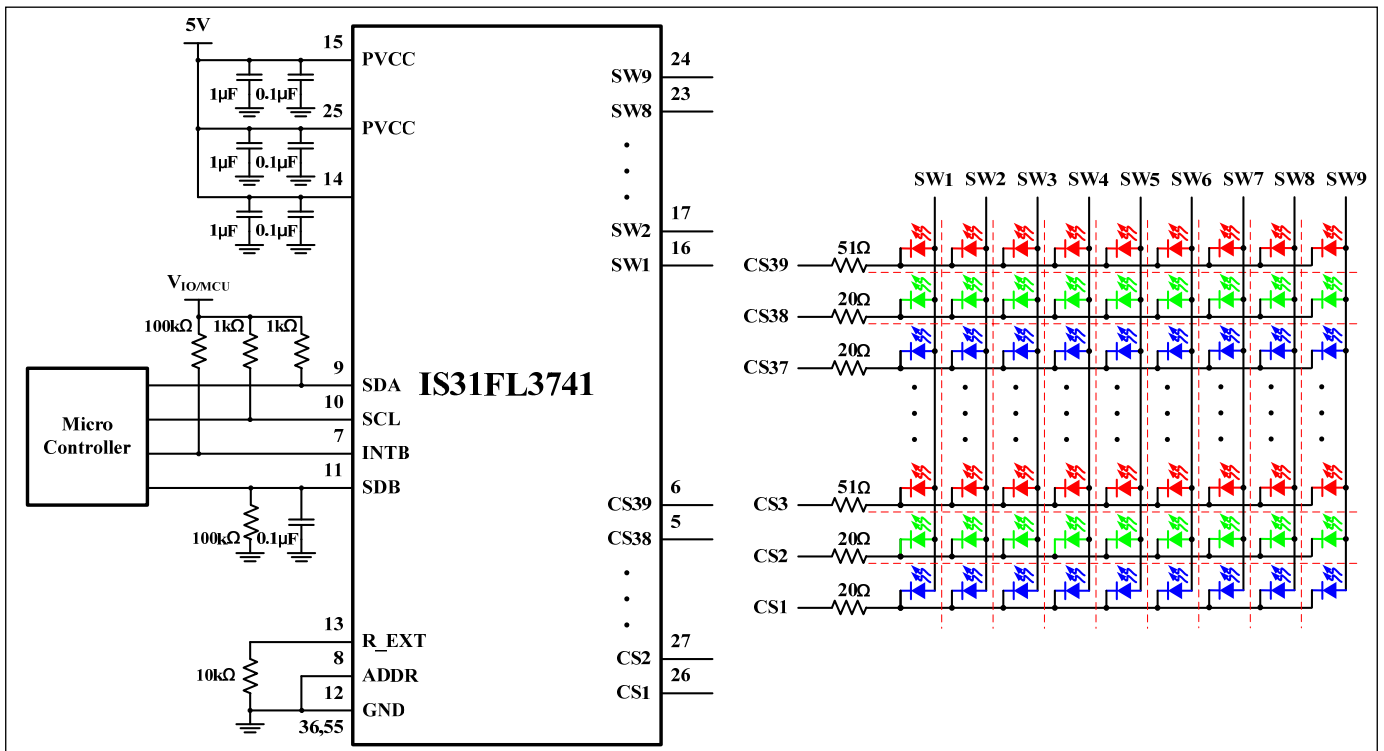 5V
15
PVCC
1µF 0.1µF
25
PVCC
1µF 0.1µF
14
1µF 0.1µF
VIO/MCU
100kΩ 1kΩ 1kΩ
Micro
Controller
9
SDA
10
SCL
7
INTB
11
SDB
100kΩ 0.1µF
13
R_EXT
10kΩ
8
ADDR
12
GND
36,55
IS31FL3741
24
SW9
23
SW8
17
SW2
16
SW1
6
CS39
5
CS38
27
CS2
26
CS1
SW1 SW2 SW3 SW4 SW5 SW6 SW7 SW8 SW9
CS39 51Ω
CS38 20Ω
CS37 20Ω
CS3 51Ω
CS2 20Ω
CS1 20Ω